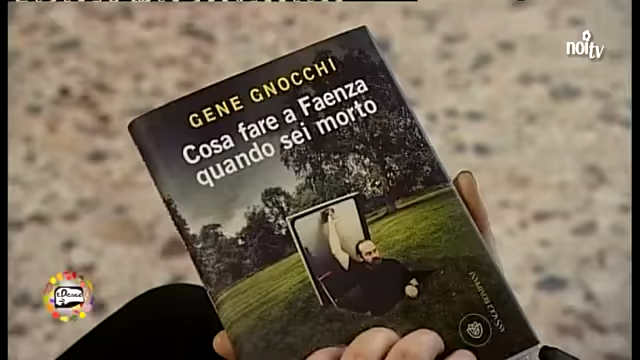 noitv
GENE GNOCCHI
Cosa fare a Faenza
quando sei morto